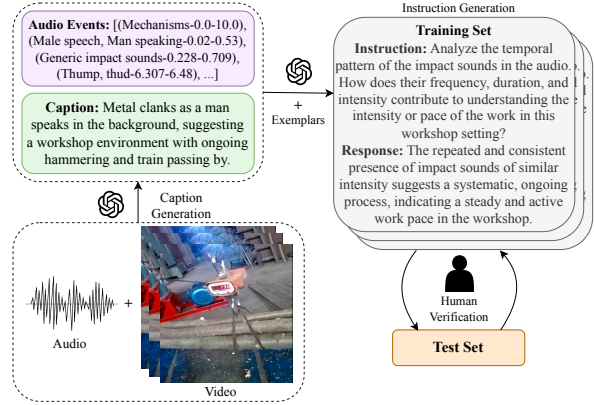 Audio Events: [(Mechanisms-0.0-10.0),
(Male speech, Man speaking-0.02-0.53),
(Generic impact sounds-0.228-0.709),
(Thump, thud-6.307-6.48), ...]
Caption: Metal clanks as a man
speaks in the background, suggesting
a workshop environment with ongoing
hammering and train passing by.
Caption
Generation
Audio
+
Video
+
Exemplars
Instruction Generation
Training Set
Instruction: Analyze the temporal
pattern of the impact sounds in the audio.
How does their frequency, duration, and
intensity contribute to understanding the
intensity or pace of the work in this
workshop setting?
Response: The repeated and consistent
presence of impact sounds of similar
intensity suggests a systematic, ongoing
process, indicating a steady and active
work pace in the workshop.
Human
Verification
Test Set